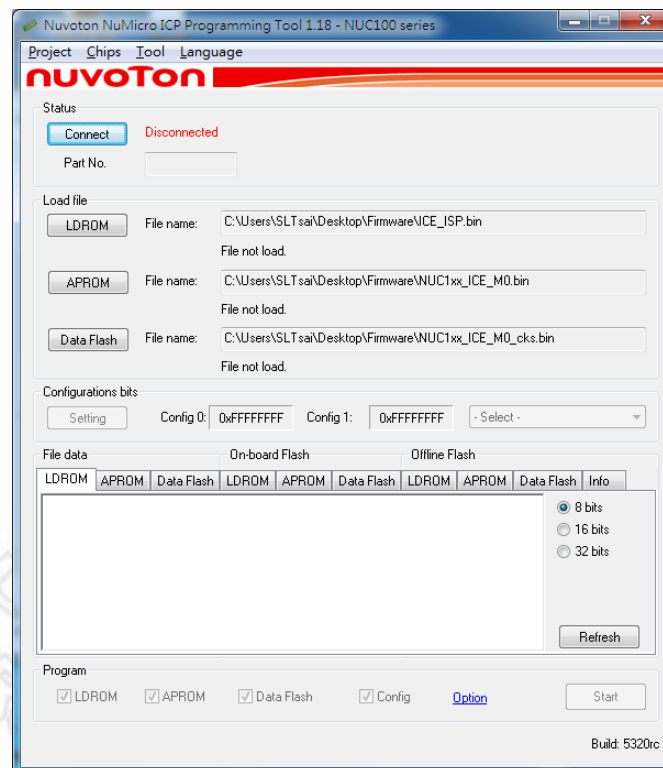 Nuvoton NuMicro ICP Programming Tool 1.18 - NUC100 series
Project Chips Tool Language
nuvoTon
Status
Connect Disconnected
Part No.
Load file
LDROM File name: C:\Users\SLTsai\Desktop\Firmware\ICE_ISP.bin
File not load.
APROM File name: C:\Users\SLTsai\Desktop\Firmware\NUC1xx_ICE_M0.bin
File not load.
Data Flash File name: C:\Users\SLTsai\Desktop\Firmware\NUC1xx_ICE_M0_cks.bin
File not load.
Configurations bits
Setting Config 0: 0xFFFFFFFF Config 1: 0xFFFFFFFF - Select -
File data On-board Flash Offline Flash
LDROM APROM Data Flash LDROM APROM Data Flash LDROM APROM Data Flash Info
8 bits
16 bits
32 bits
Refresh
Program
LDROM APROM Data Flash Config Option Start
Build: 5320rc